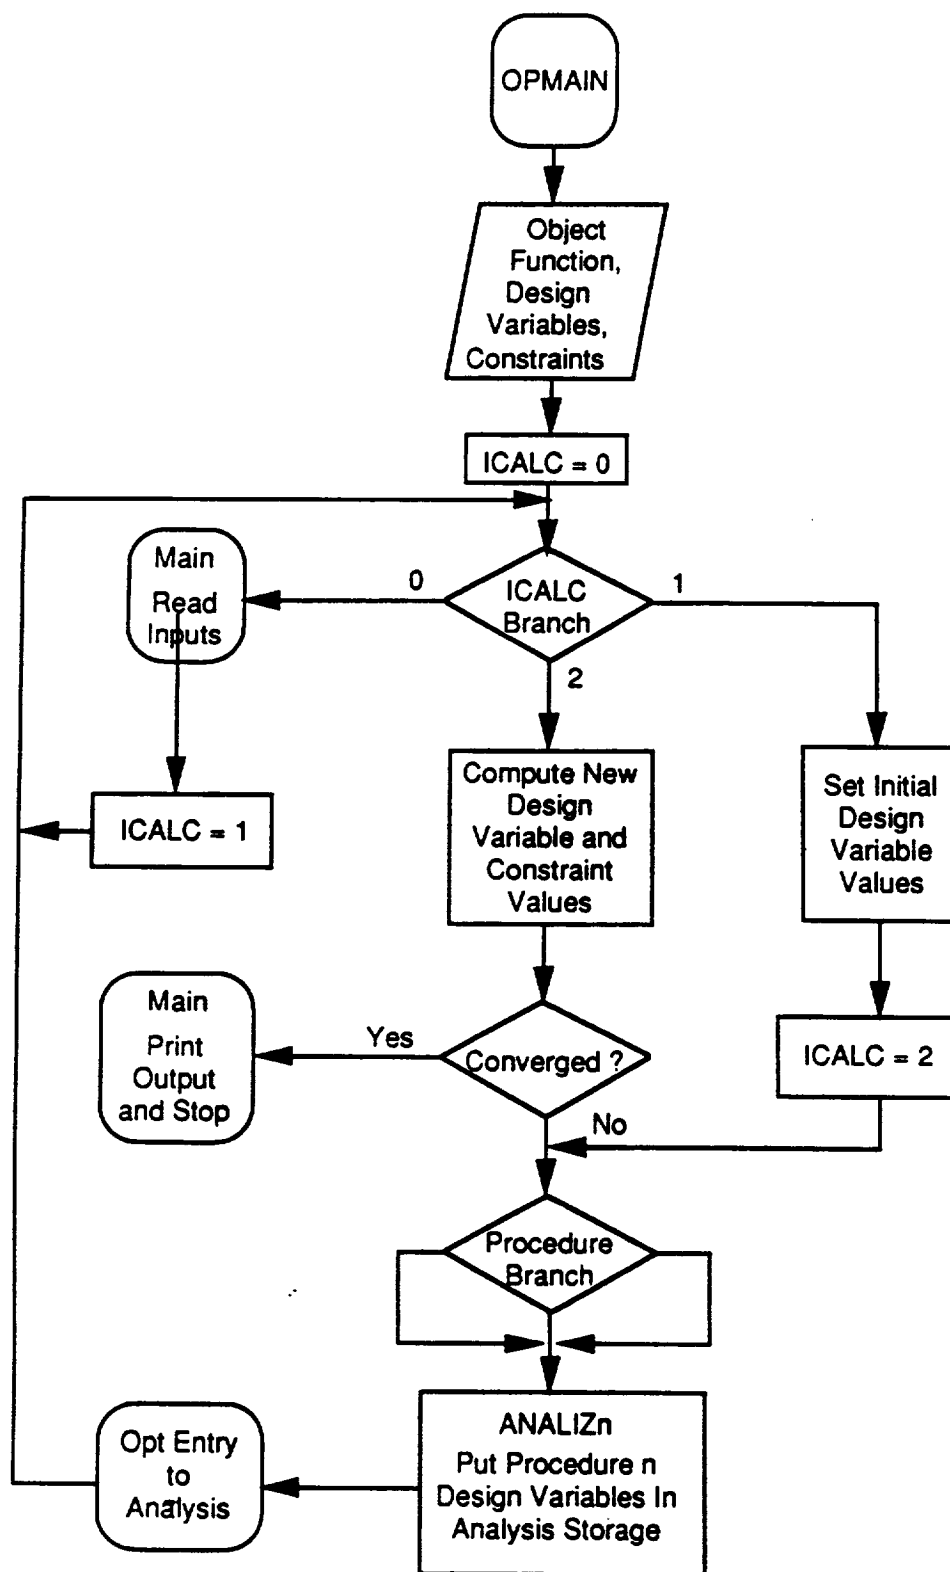 OPMAIN
Object
Function,
Design
Variables,
Constraints
ICALC = 0
Main
Read
Inputs
0
ICALC
Branch
1
2
ICALC = 1
Compute New
Design
Variable and
Constraint
Values
Set Initial
Design
Variable
Values
Main
Print
Output
and Stop
Yes
Converged ?
ICALC = 2
No
Procedure
Branch
Opt Entry
to
Analysis
ANALIZn
Put Procedure n
Design Variables In
Analysis Storage